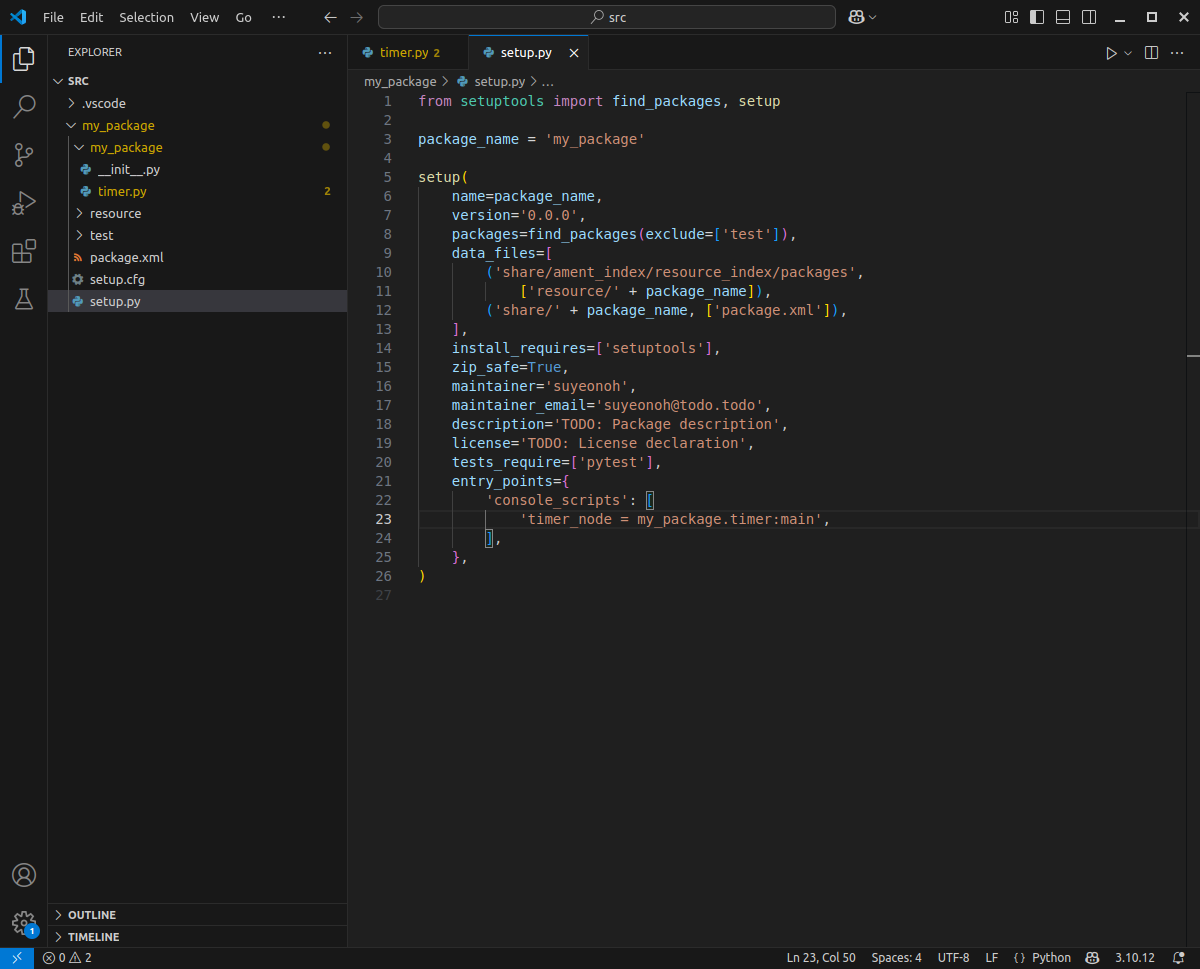 File Edit Selection View Go ··· src
EXPLORER ···
timer.py 2 setup.py
SRC
.vscode
my_package
my_package
__init__.py
timer.py 2
resource
test
package.xml
setup.cfg
setup.py
my_package > setup.py > ...
1 from setuptools import find_packages, setup
2
3 package_name = 'my_package'
4
5 setup(
6 name=package_name,
7 version='0.0.0',
8 packages=find_packages(exclude=['test']),
9 data_files=[
10 ('share/ament_index/resource_index/packages',
11 ['resource/' + package_name]),
12 ('share/' + package_name, ['package.xml']),
13 ],
14 install_requires=['setuptools'],
15 zip_safe=True,
16 maintainer='suyeonoh',
17 maintainer_email='suyeonoh@todo.todo',
18 description='TODO: Package description',
19 license='TODO: License declaration',
20 tests_require=['pytest'],
21 entry_points={
22 'console_scripts': [
23 'timer_node = my_package.timer:main',
24 ],
25 },
26 )
27
OUTLINE
TIMELINE
1
0 2 Ln 23, Col 50 Spaces: 4 UTF-8 LF {} Python 3.10.12